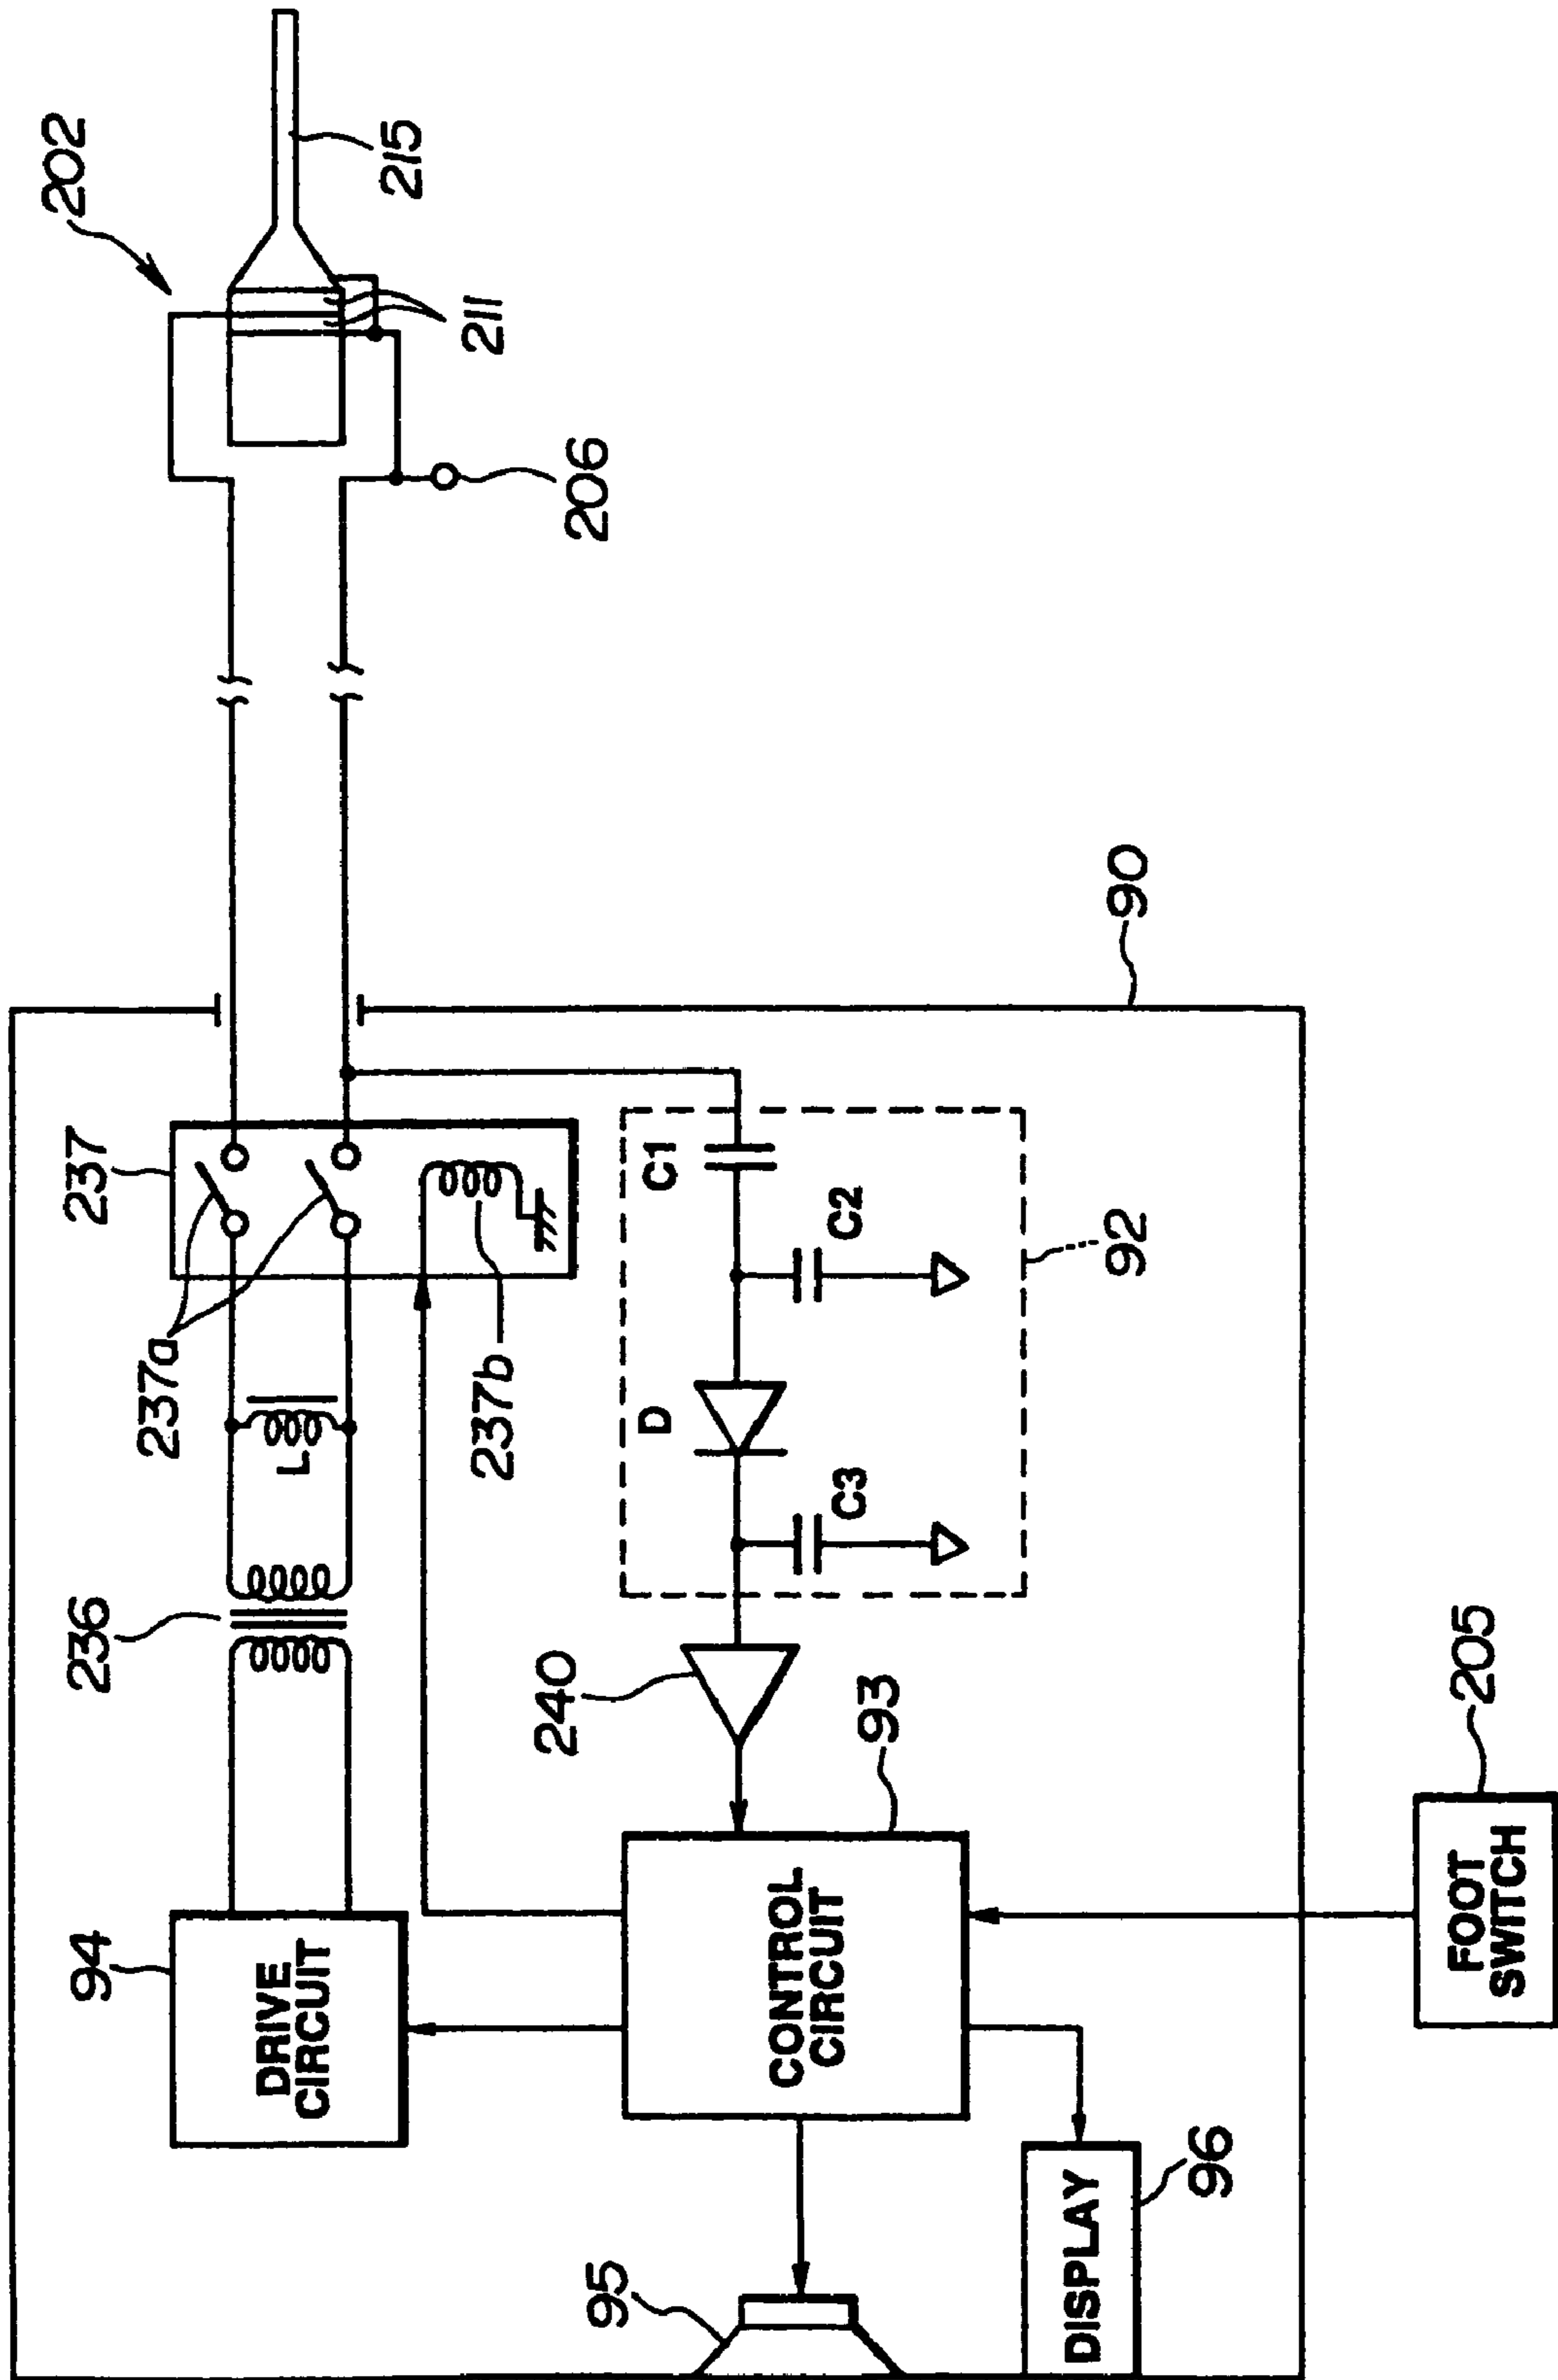 202
215
211
206
90
237
237a
237b
L
C1
C2
D
C3
92
236
240
93
94
DRIVE
CIRCUIT
CONTROL
CIRCUIT
205
FOOT
SWITCH
95
DISPLAY
96